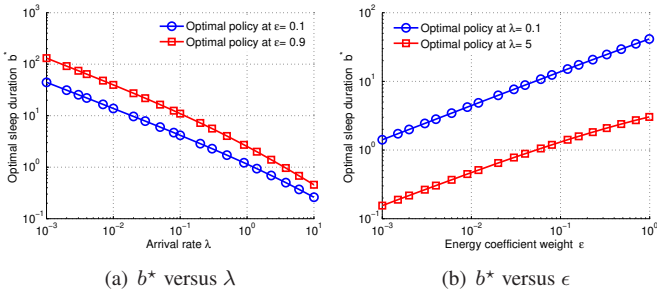 10³
10²
10¹
10⁰
10⁻¹
10⁻³
10⁻²
10⁻¹
10⁰
10¹
Optimal sleep duration b*
Arrival rate λ
Optimal policy at ε= 0.1
Optimal policy at ε= 0.9
(a) b* versus λ
10²
10¹
10⁰
10⁻¹
10⁻³
10⁻²
10⁻¹
10⁰
Optimal sleep duration b*
Energy coefficient weight ε
Optimal policy at λ= 0.1
Optimal policy at λ= 5
(b) b* versus ϵ